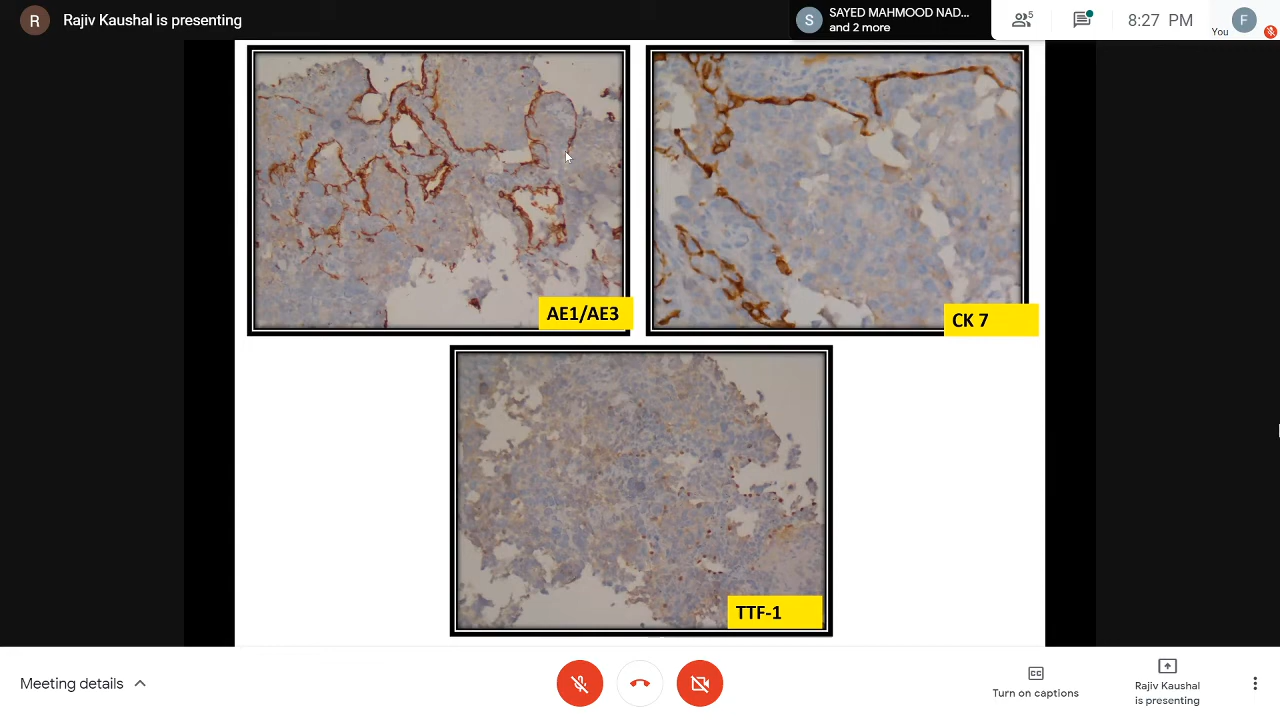 R
Rajiv Kaushal is presenting
S
SAYED MAHMOOD NAD...
and 2 more
5
8:27 PM
You
F
AE1/AE3
CK 7
TTF-1
Meeting details
CC
Turn on captions
Rajiv Kaushal
is presenting